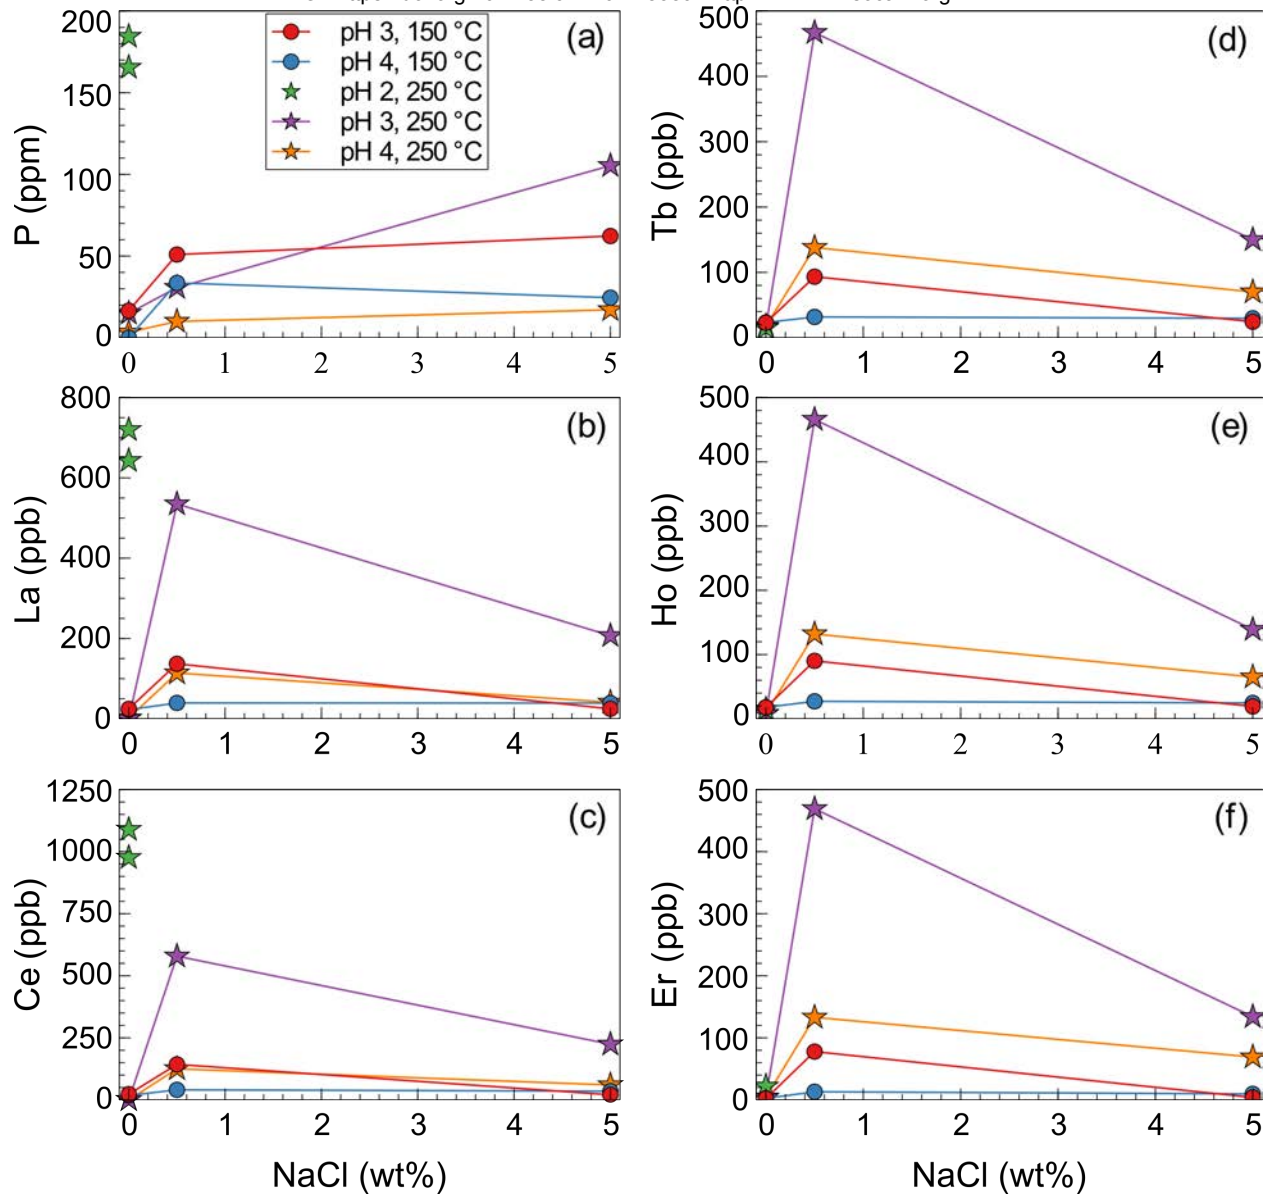 200
150
100
50
0
P (ppm)
pH 3, 150 °C
pH 4, 150 °C
pH 2, 250 °C
pH 3, 250 °C
pH 4, 250 °C
(a)
0 1 2 3 4 5
500
400
300
200
100
0
Tb (ppb)
(d)
0 1 2 3 4 5
800
600
400
200
0
La (ppb)
(b)
0 1 2 3 4 5
500
400
300
200
100
0
Ho (ppb)
(e)
0 1 2 3 4 5
1250
1000
750
500
250
0
Ce (ppb)
(c)
0 1 2 3 4 5
NaCl (wt%)
500
400
300
200
100
0
Er (ppb)
(f)
0 1 2 3 4 5
NaCl (wt%)